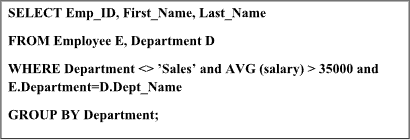 SELECT Emp_ID, First_Name, Last_Name
FROM Employee E, Department D
WHERE Department <> ’Sales’ and AVG (salary) > 35000 and
E.Department=D.Dept_Name
GROUP BY Department;